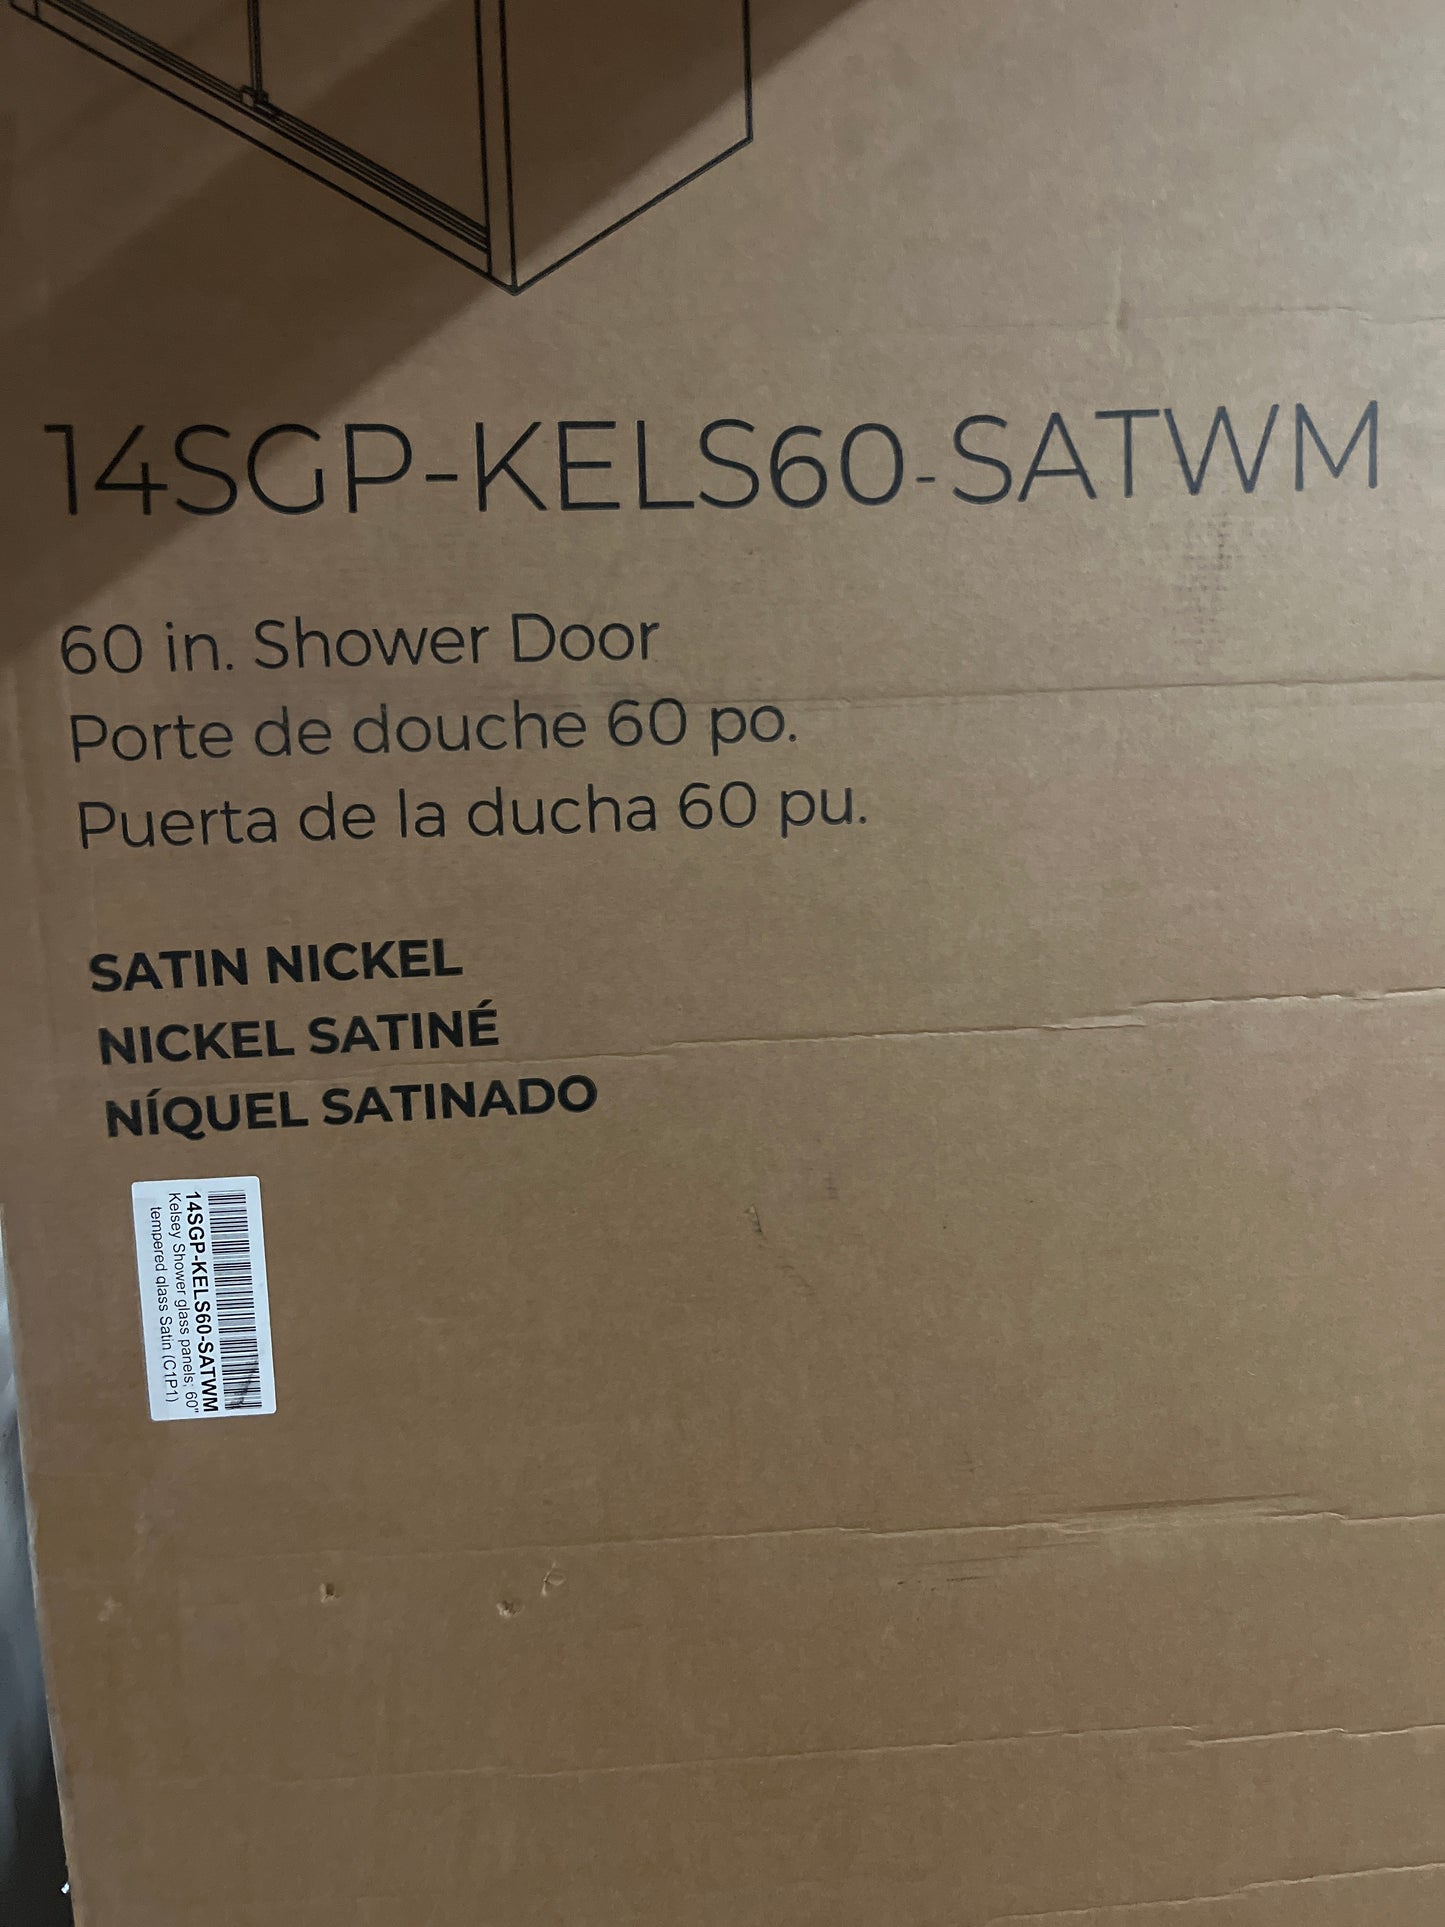 14SGP-KELS60-SATWM
60 in. Shower Door
Porte de douche 60 po.
Puerta de la ducha 60 pu.
SATIN NICKEL
NICKEL SATINÉ
NÍQUEL SATINADO
14SGP-KELS60-SATWM
Kelsey Shower glass panels; 60"
tempered glass Satin (C1P1)